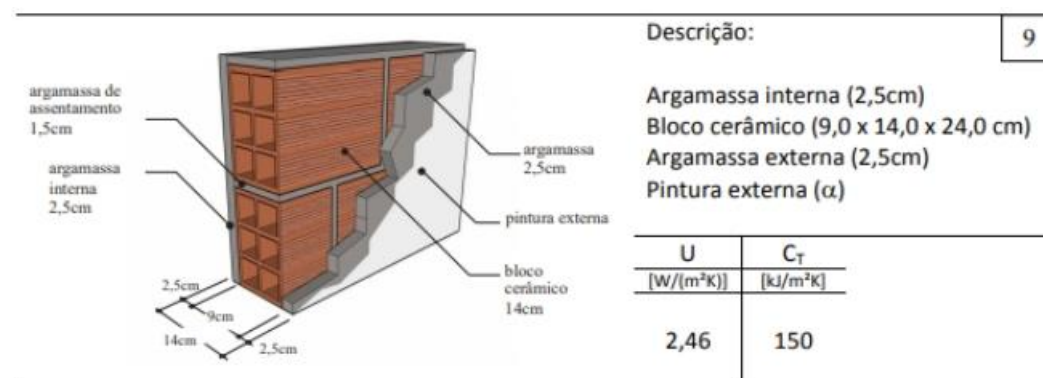 argamassa de
assentamento
1,5cm
argamassa
interna
2,5cm
2,5cm
9cm
14cm
2,5cm
argamassa
2,5cm
pintura externa
bloco
cerâmico
14cm
Descrição:
9
Argamassa interna (2,5cm)
Bloco cerâmico (9,0 x 14,0 x 24,0 cm)
Argamassa externa (2,5cm)
Pintura externa (α)
U C_T
[W/(m²K)] [kJ/m²K]
2,46 150